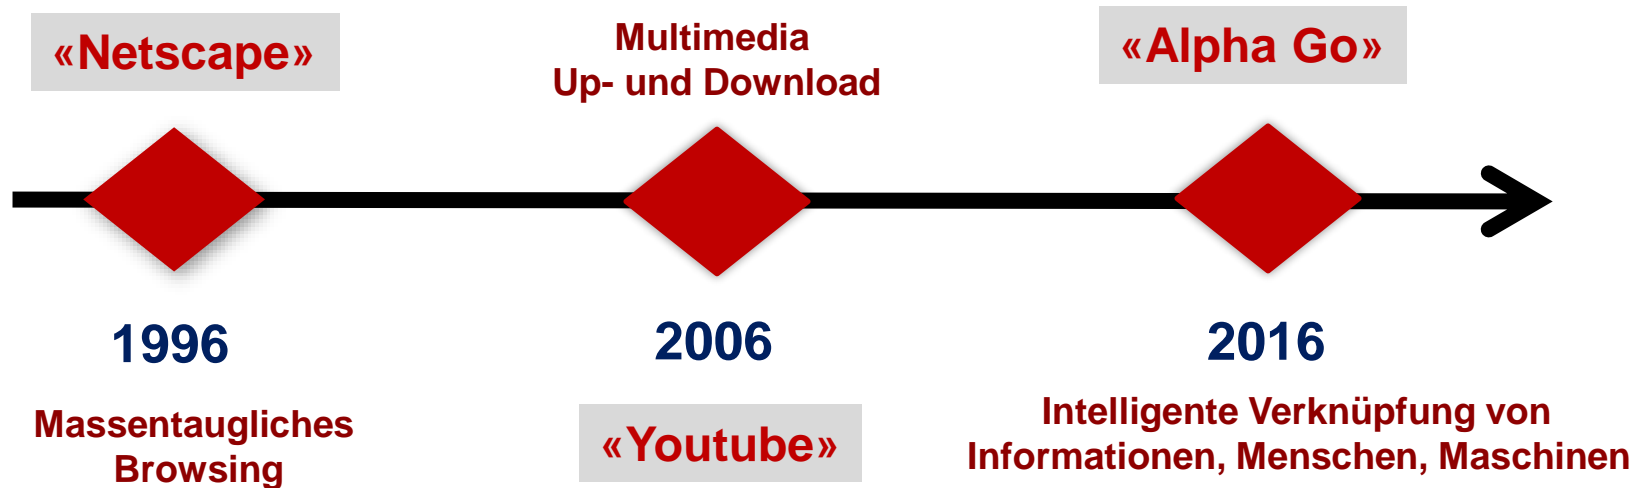 «Netscape»
Multimedia
Up- und Download
«Alpha Go»
1996
2006
2016
Massentaugliches
Browsing
«Youtube»
Intelligente Verknüpfung von
Informationen, Menschen, Maschinen